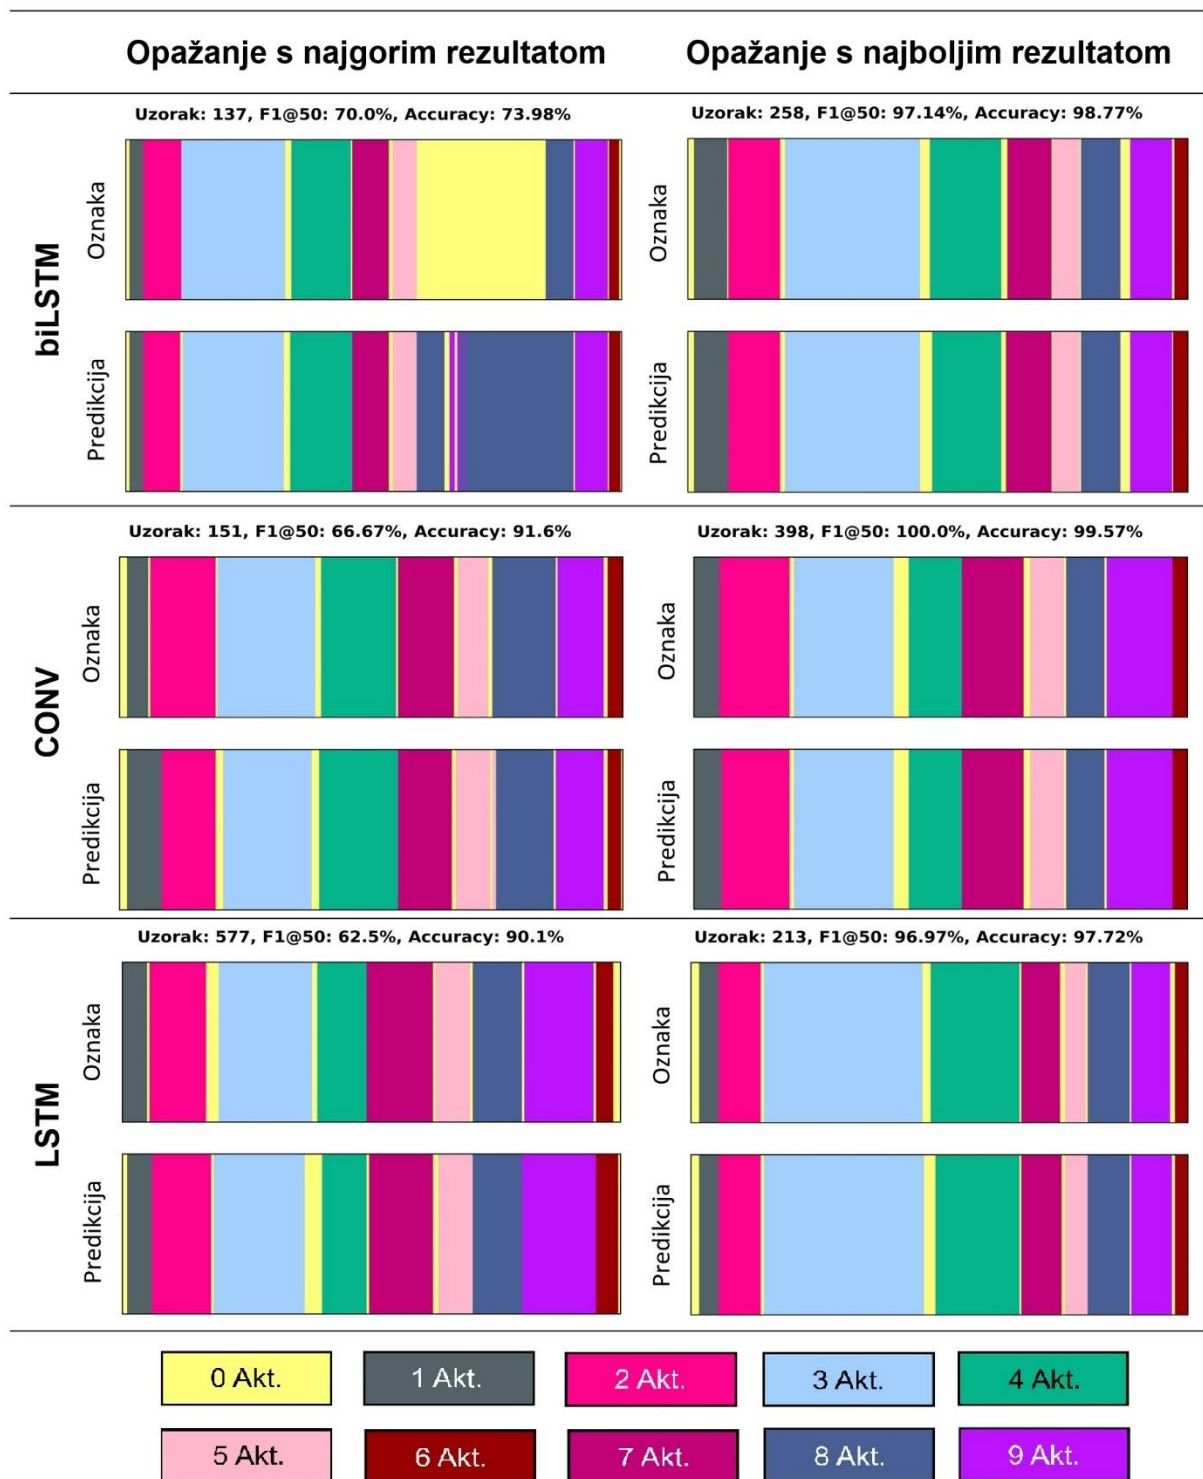 Opažanje s najgorim rezultatom
Opažanje s najboljim rezultatom
biLSTM
Uzorak: 137, F1@50: 70.0%, Accuracy: 73.98%
Oznaka
Predikcija
Uzorak: 258, F1@50: 97.14%, Accuracy: 98.77%
Oznaka
Predikcija
CONV
Uzorak: 151, F1@50: 66.67%, Accuracy: 91.6%
Oznaka
Predikcija
Uzorak: 398, F1@50: 100.0%, Accuracy: 99.57%
Oznaka
Predikcija
LSTM
Uzorak: 577, F1@50: 62.5%, Accuracy: 90.1%
Oznaka
Predikcija
Uzorak: 213, F1@50: 96.97%, Accuracy: 97.72%
Oznaka
Predikcija
0 Akt.
1 Akt.
2 Akt.
3 Akt.
4 Akt.
5 Akt.
6 Akt.
7 Akt.
8 Akt.
9 Akt.